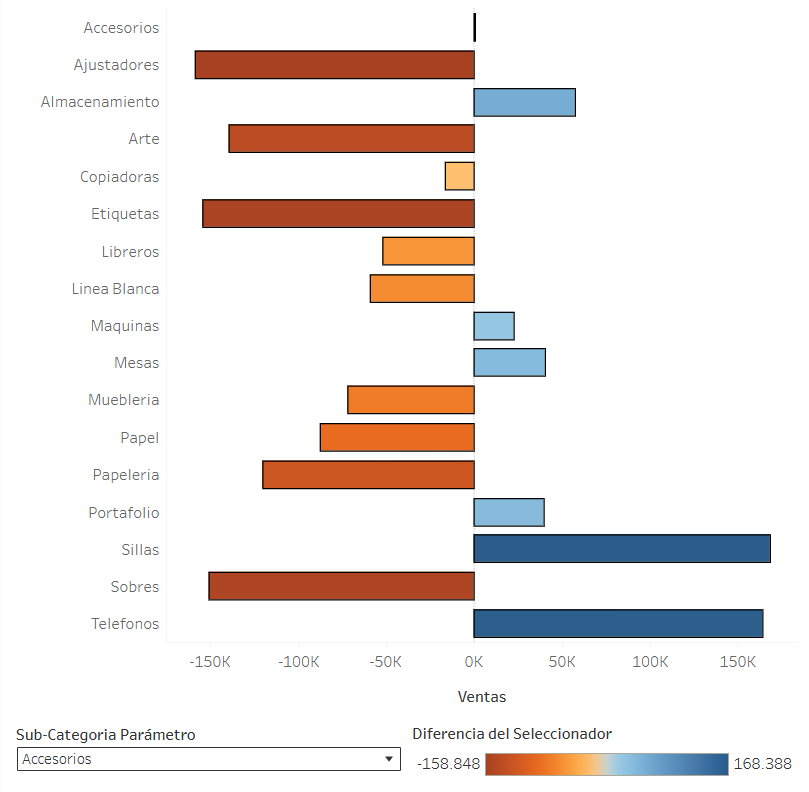 Accesorios
Ajustadores
Almacenamiento
Arte
Copiadoras
Etiquetas
Libreros
Linea Blanca
Maquinas
Mesas
Muebleria
Papel
Papeleria
Portafolio
Sillas
Sobres
Telefonos
-150K -100K -50K 0K 50K 100K 150K
Ventas
Sub-Categoria Parámetro
Accesorios
Diferencia del Seleccionador
-158.848 168.388